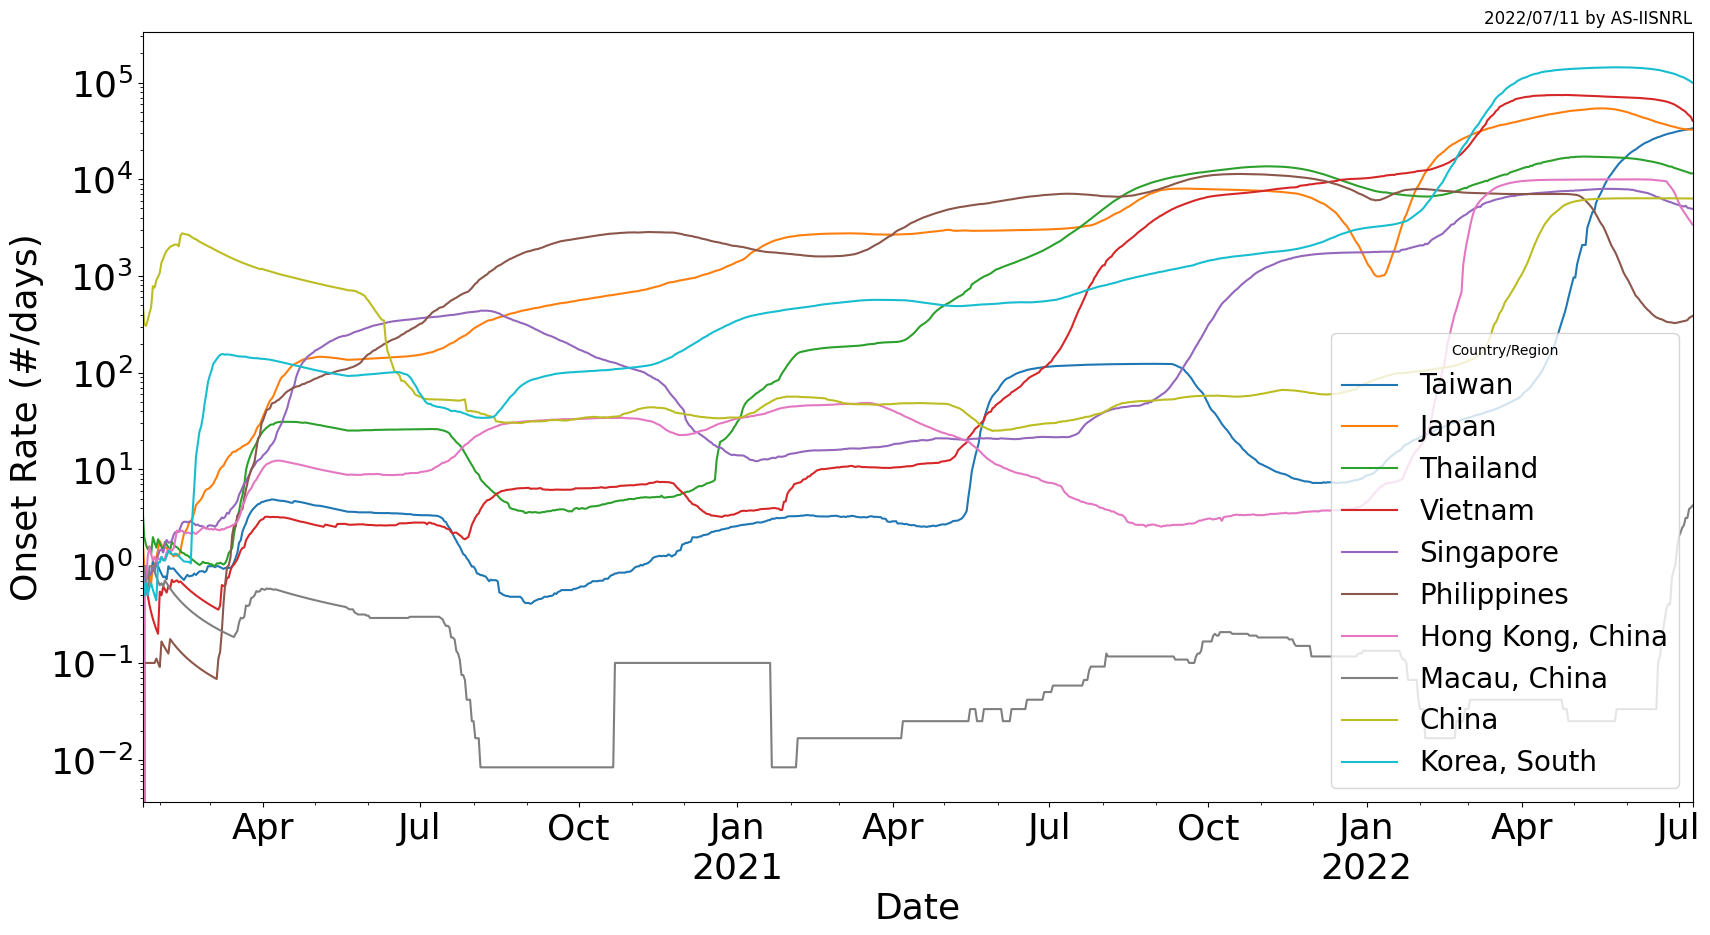 2022/07/11 by AS-IISNRL
Onset Rate (#/days)
10^5
10^4
10^3
10^2
10^1
10^0
10^−1
10^−2
Country/Region
Taiwan
Japan
Thailand
Vietnam
Singapore
Philippines
Hong Kong, China
Macau, China
China
Korea, South
Apr Jul Oct Jan Apr Jul Oct Jan Apr Jul
2021 2022
Date